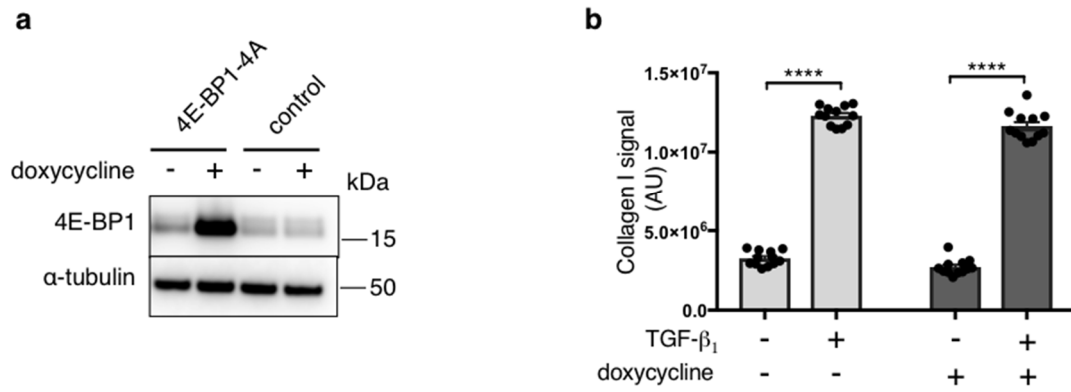 a
4E-BP1-4A
control
doxycycline - + - +
kDa
4E-BP1
15
α-tubulin
50
b
Collagen I signal
(AU)
1.5×10⁷
1.0×10⁷
5.0×10⁶
0.0
****
****
TGF-β₁ - + - +
doxycycline - - + +